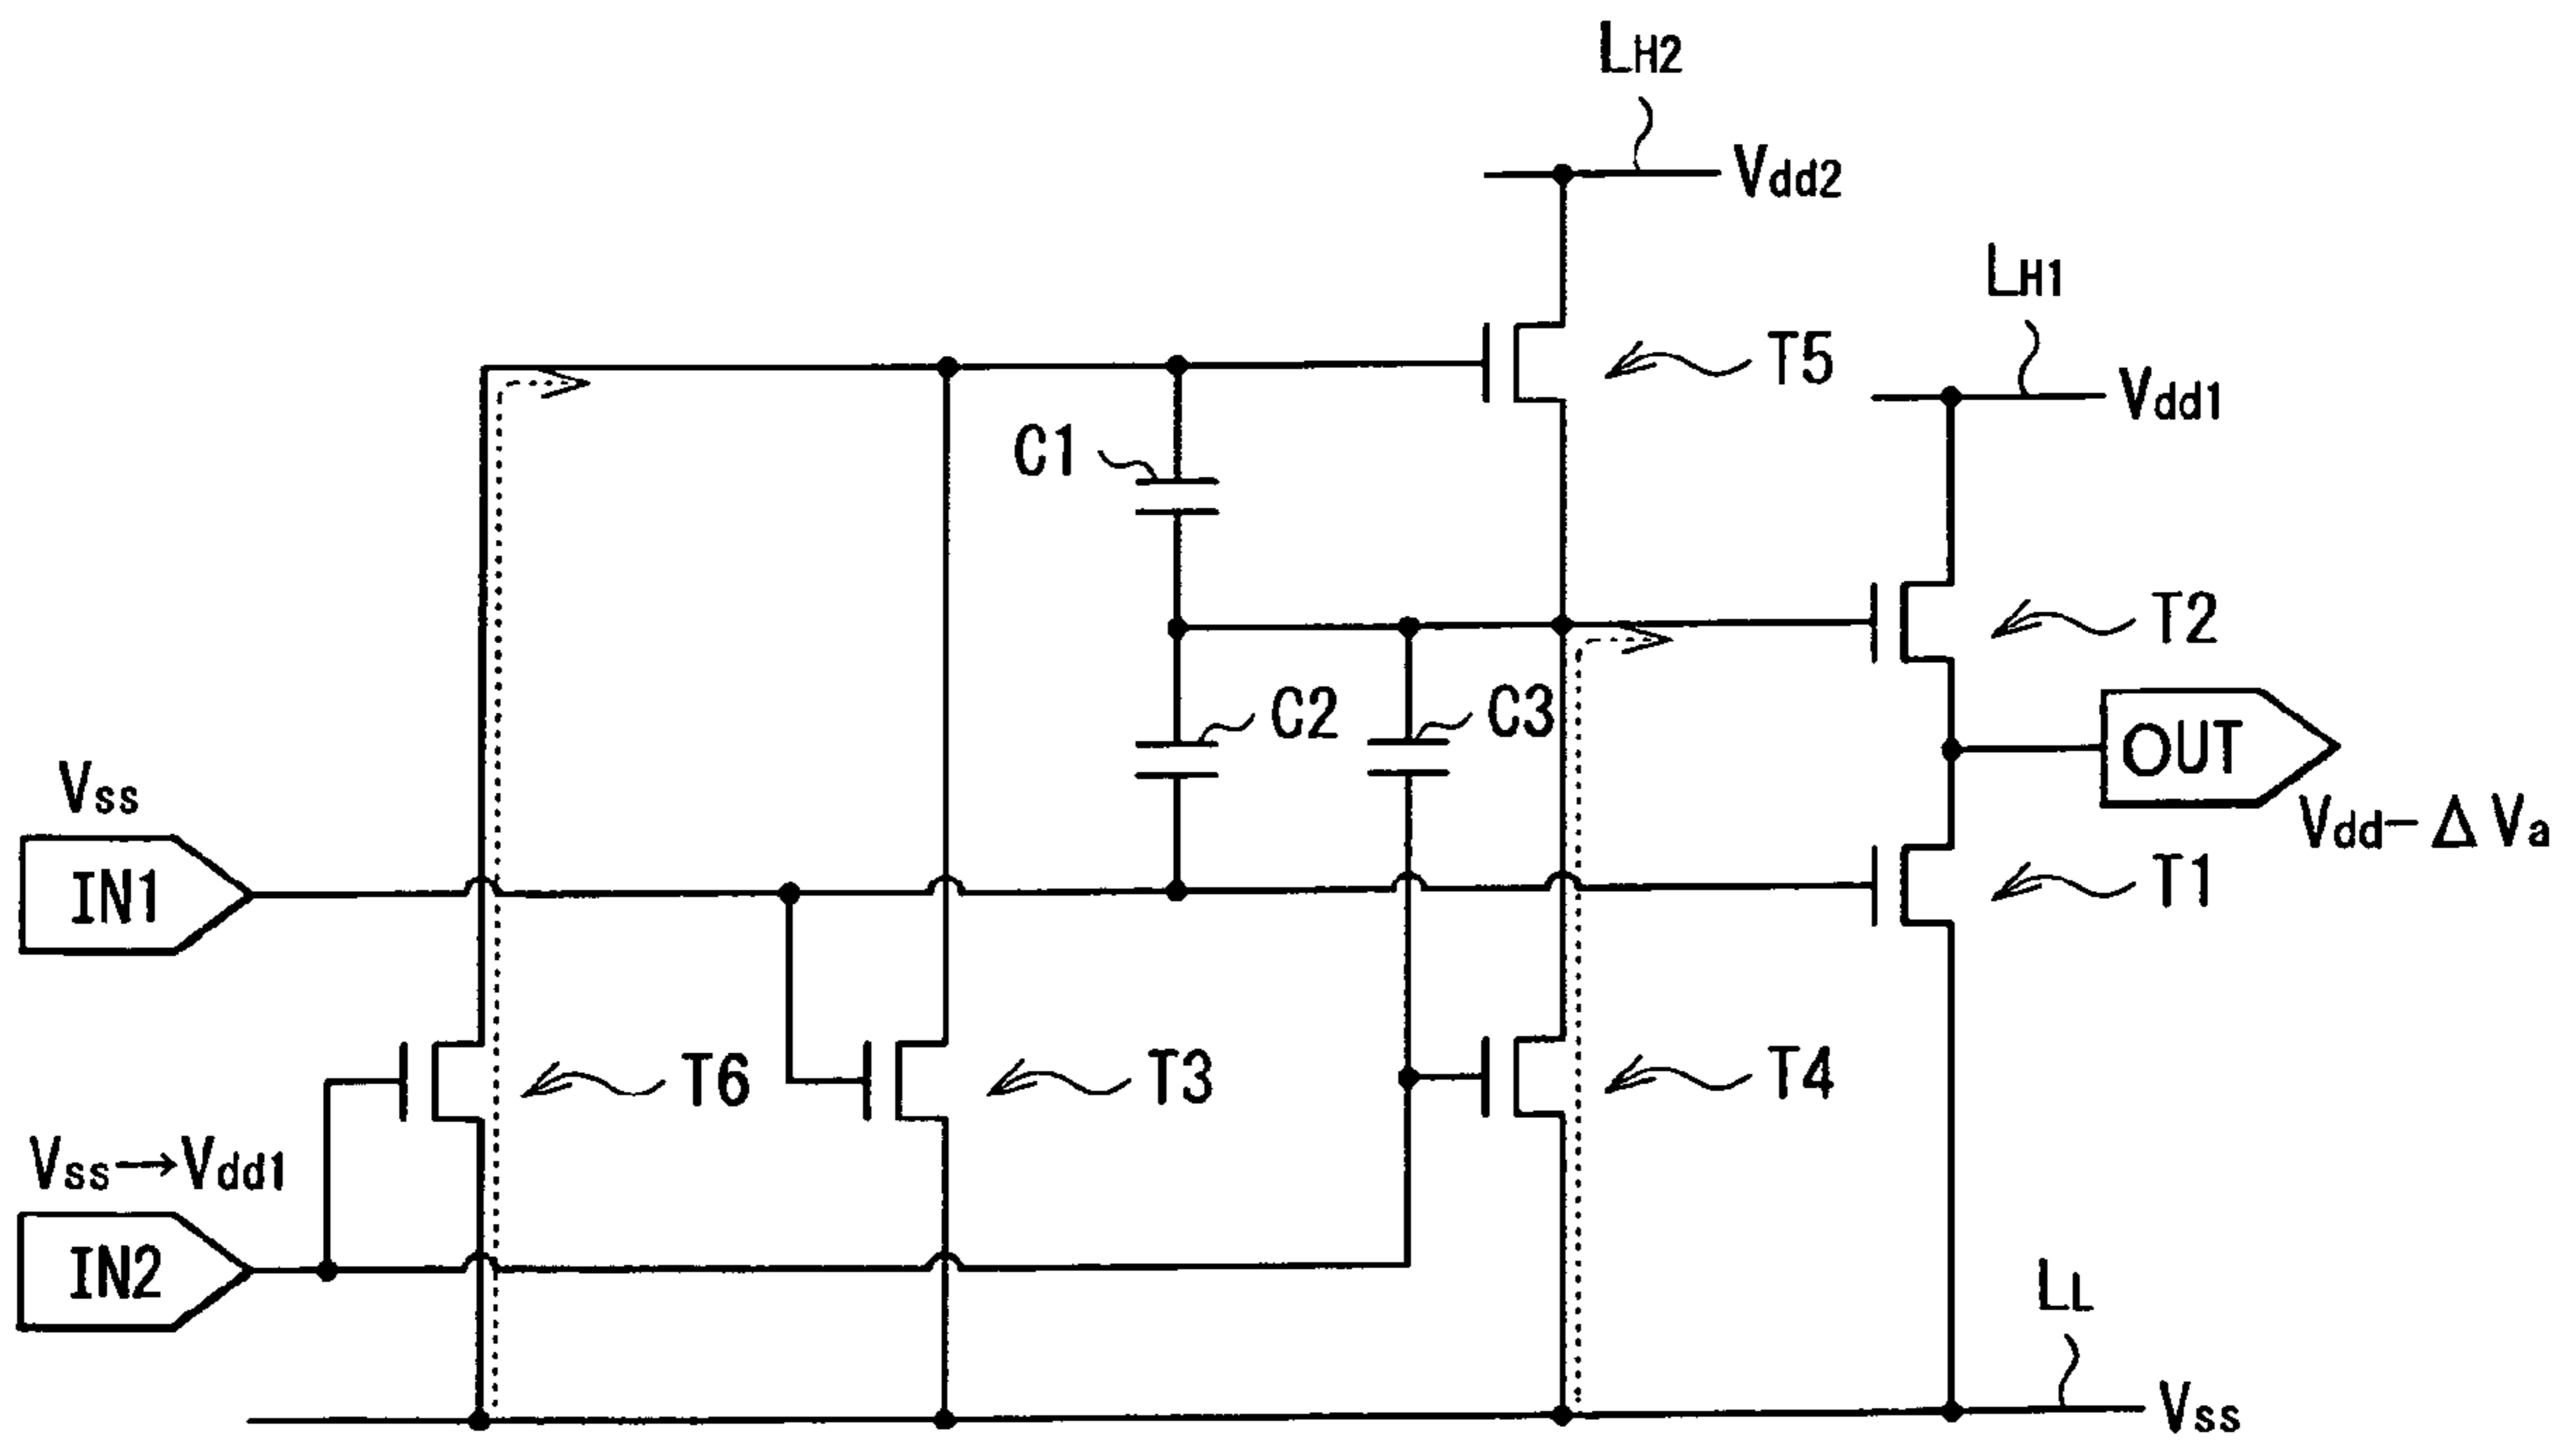 LH2
Vdd2
LH1
T5
Vdd1
C1
T2
C2
C3
OUT
Vss
Vdd-ΔVa
IN1
T1
T6
T3
T4
Vss→Vdd1
IN2
LL
Vss